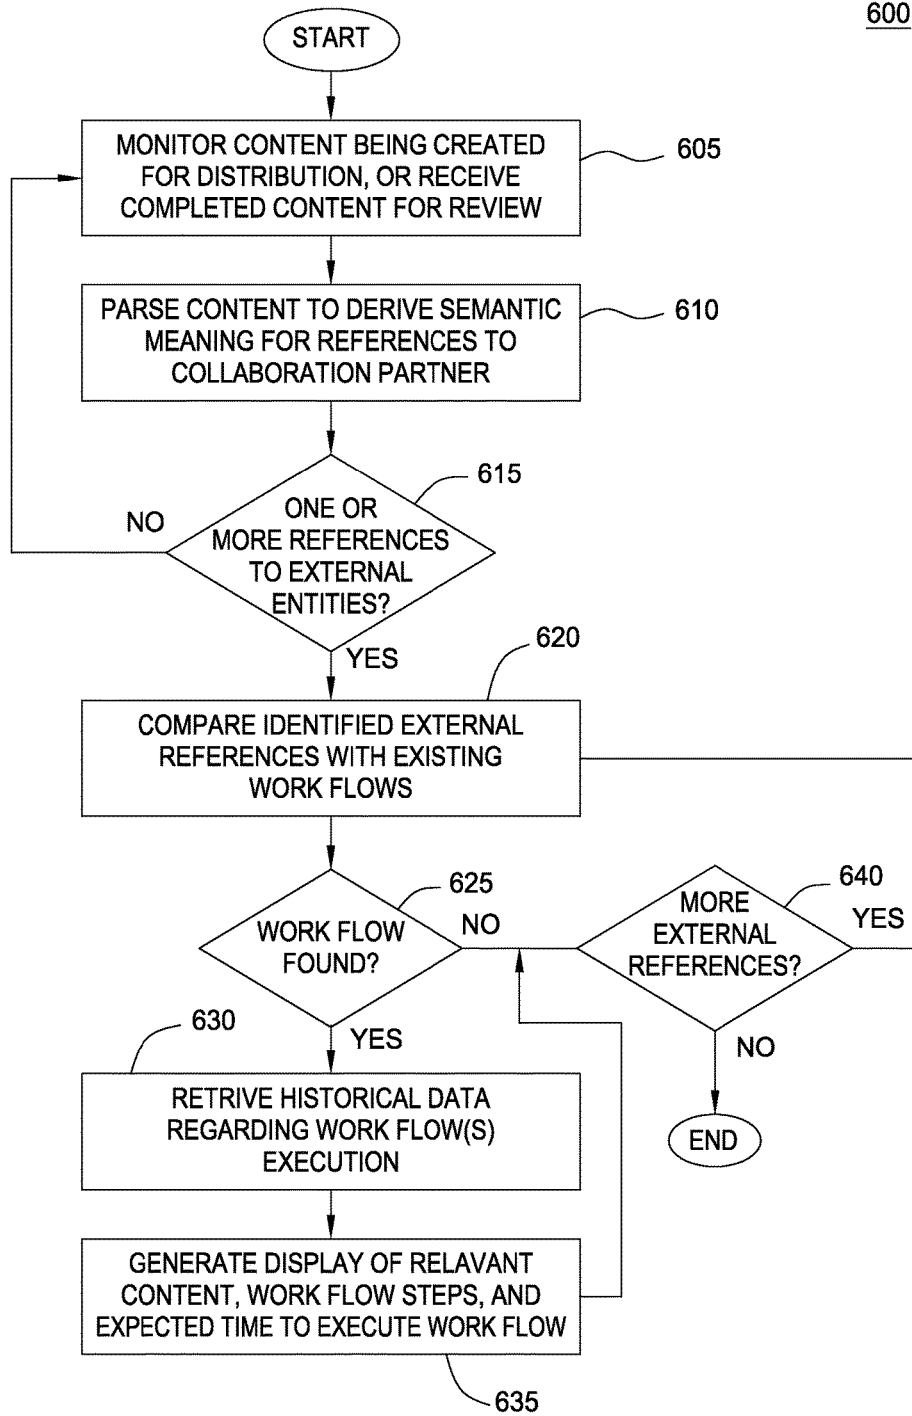 600
START
MONITOR CONTENT BEING CREATED
FOR DISTRIBUTION, OR RECEIVE
COMPLETED CONTENT FOR REVIEW
605
PARSE CONTENT TO DERIVE SEMANTIC
MEANING FOR REFERENCES TO
COLLABORATION PARTNER
610
615
ONE OR
MORE REFERENCES
TO EXTERNAL
ENTITIES?
NO
YES
620
COMPARE IDENTIFIED EXTERNAL
REFERENCES WITH EXISTING
WORK FLOWS
625
WORK FLOW
FOUND?
NO
YES
640
MORE
EXTERNAL
REFERENCES?
YES
NO
END
630
RETRIVE HISTORICAL DATA
REGARDING WORK FLOW(S)
EXECUTION
GENERATE DISPLAY OF RELAVANT
CONTENT, WORK FLOW STEPS, AND
EXPECTED TIME TO EXECUTE WORK FLOW
635